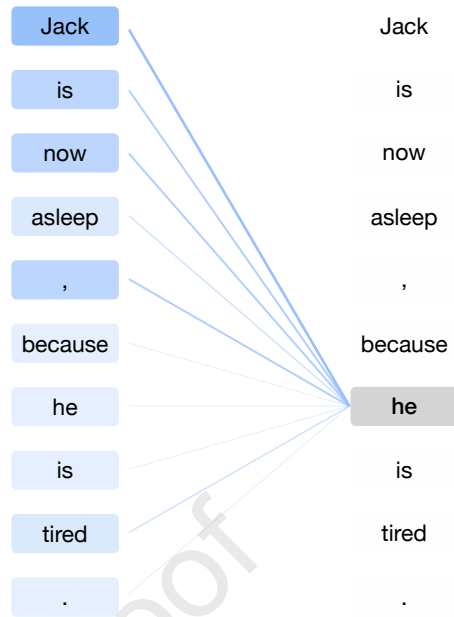 Jack Jack
is is
now now
asleep asleep
, ,
because because
he he
is is
tired tired
. .